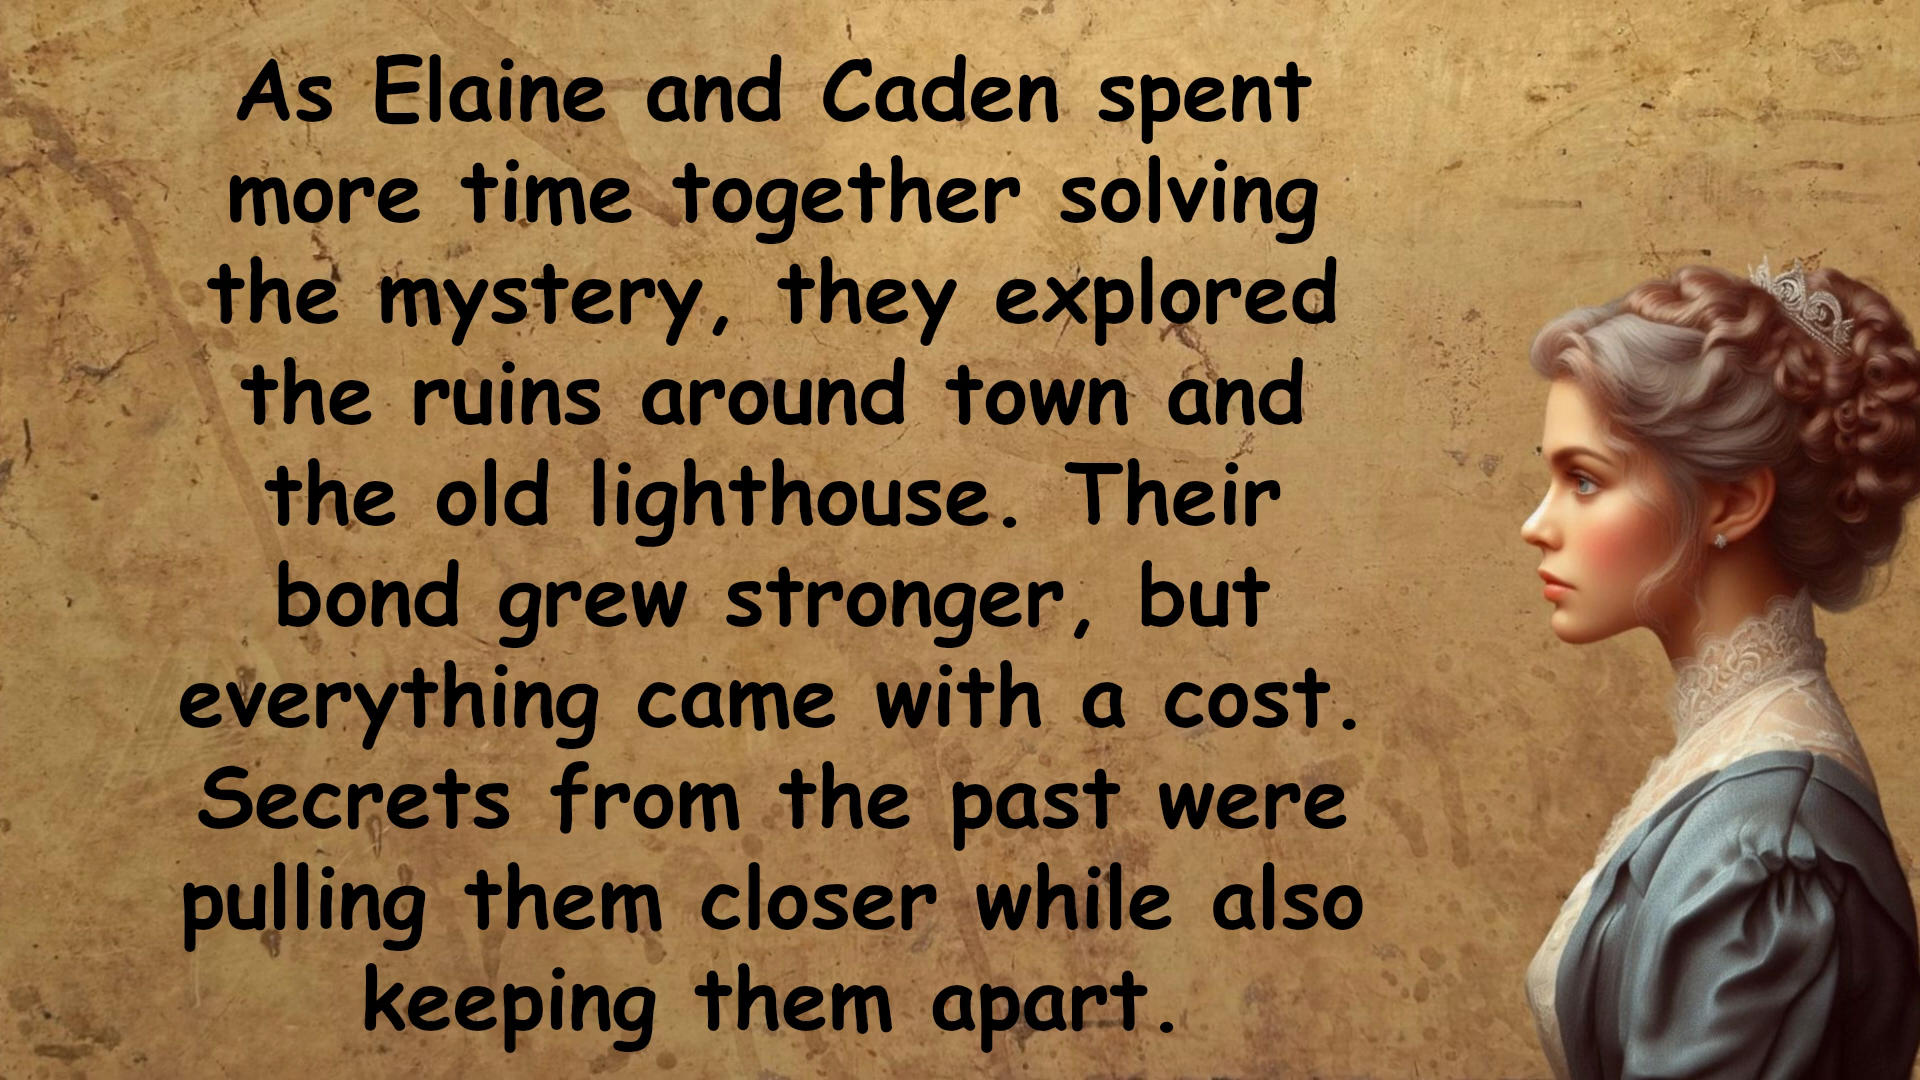 As Elaine and Caden spent
more time together solving
the mystery, they explored
the ruins around town and
the old lighthouse. Their
bond grew stronger, but
everything came with a cost.
Secrets from the past were
pulling them closer while also
keeping them apart.